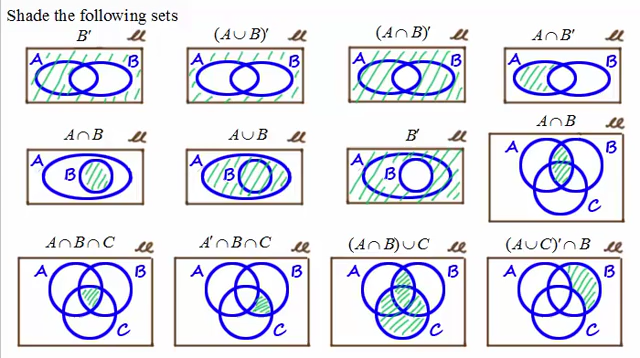 Shade the following sets
B′ (A∪B)′ (A∩B)′ A∩B′
𝓊 𝓊 𝓊 𝓊
A B A B A B A B
A∩B A∪B B′ A∩B
𝓊 𝓊 𝓊 𝓊
A B A B A B A B C
A∩B∩C A′∩B∩C (A∩B)∪C (A∪C)′∩B
𝓊 𝓊 𝓊 𝓊
A B C A B C A B C A B C